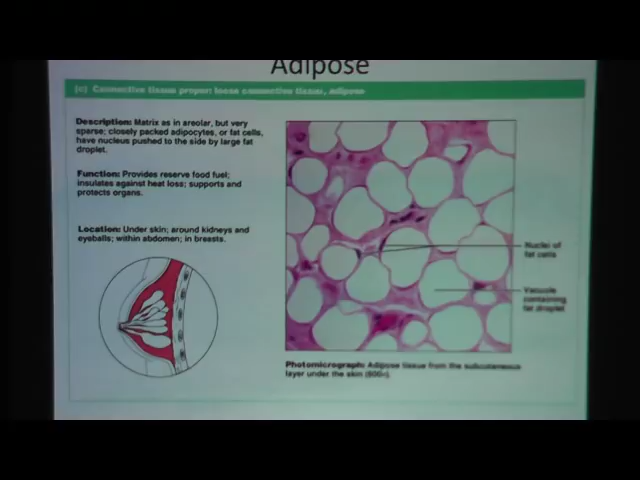 Adipose
(c) Connective tissue proper: loose connective tissue, adipose
Description: Matrix as in areolar, but very
sparse; closely packed adipocytes, or fat cells,
have nucleus pushed to the side by large fat
droplet.
Function: Provides reserve food fuel;
insulates against heat loss; supports and
protects organs.
Location: Under skin; around kidneys and
eyeballs; within abdomen; in breasts.
Nuclei of
fat cells
Vacuole
containing
fat droplet
Photomicrograph: Adipose tissue from the subcutaneous
layer under the skin (600×).